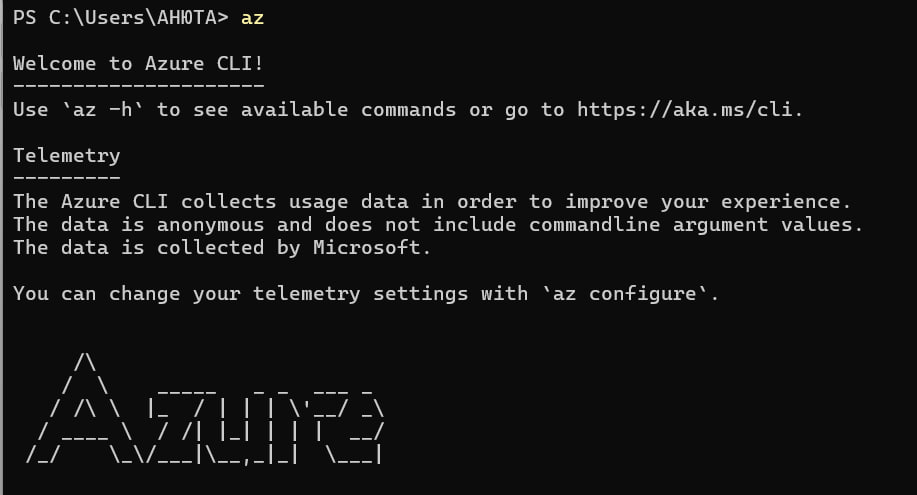 PS C:\Users\АНЮТА> az
Welcome to Azure CLI!
---------------------
Use `az -h` to see available commands or go to https://aka.ms/cli.
Telemetry
---------
The Azure CLI collects usage data in order to improve your experience.
The data is anonymous and does not include commandline argument values.
The data is collected by Microsoft.
You can change your telemetry settings with `az configure`.
     /\
    /  \    _____   _ _  ___ _
   / /\ \  |_  / | | | \'__/ _\
  / ____ \  / /| |_| | | |  __/
 /_/    \_\/___|\__,_|_|  \___|